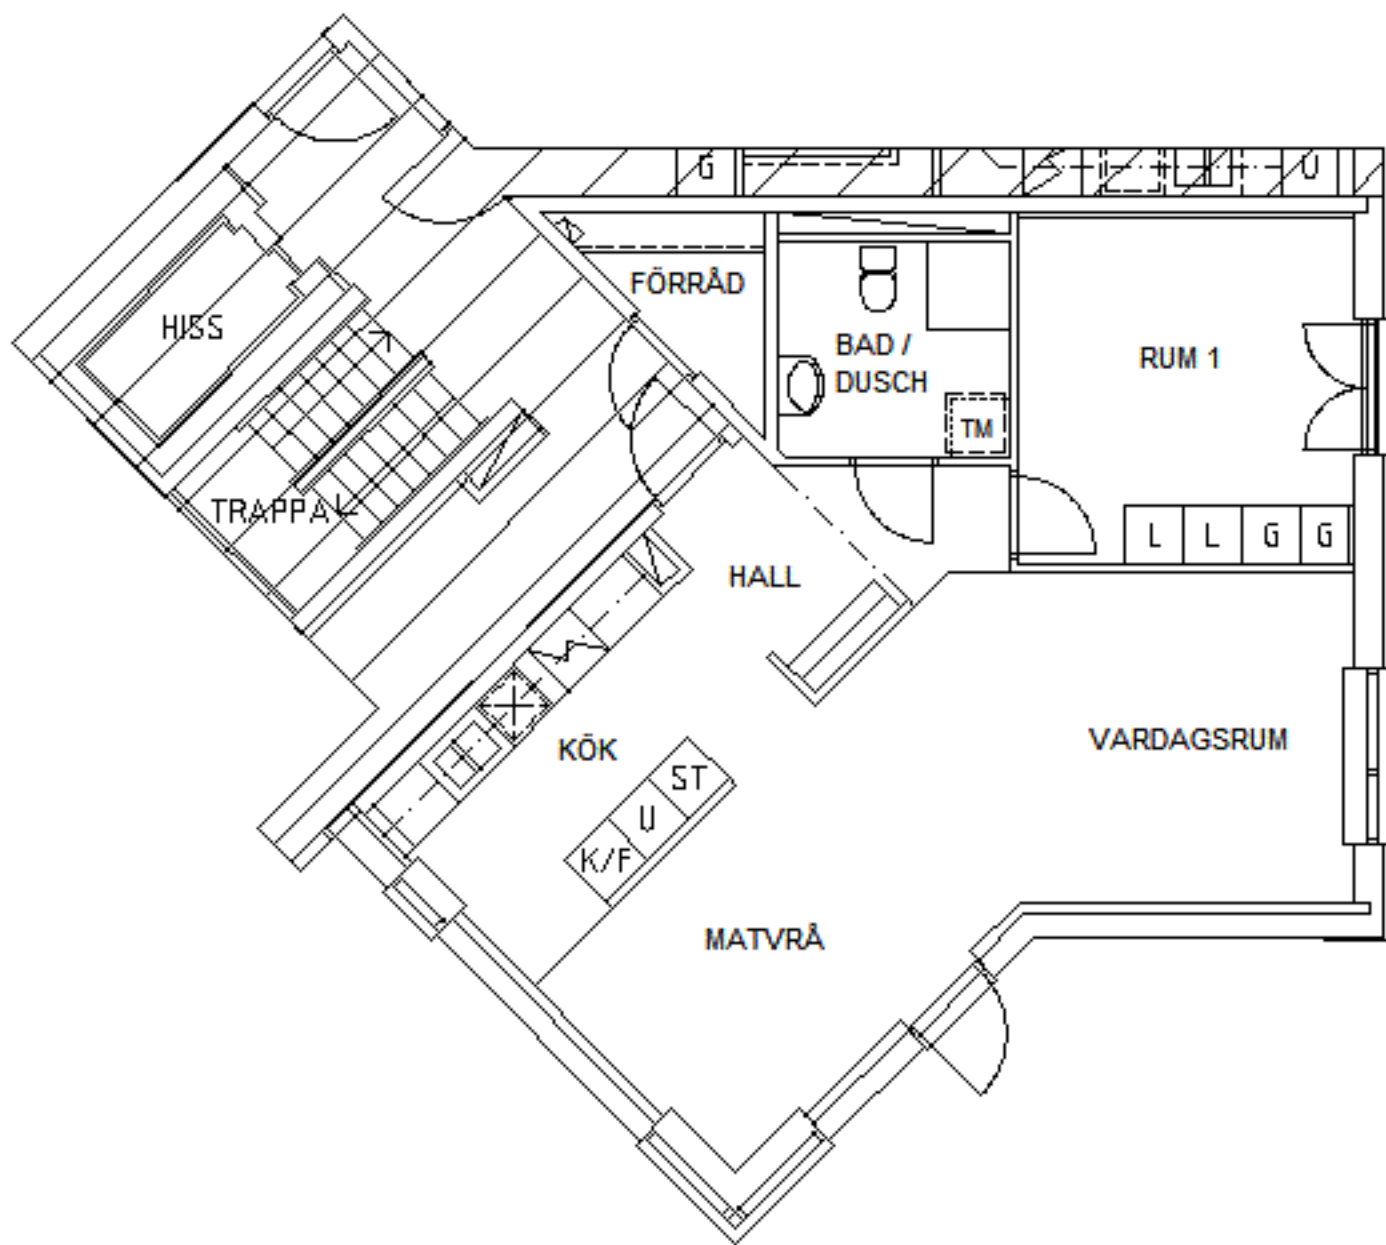 G
U
FÖRRÅD
HISS
BAD /
DUSCH
RUM 1
TM
TRAPPA
L L G G
HALL
KÖK
VARDAGSRUM
ST
U
K/F
MATVRÅ